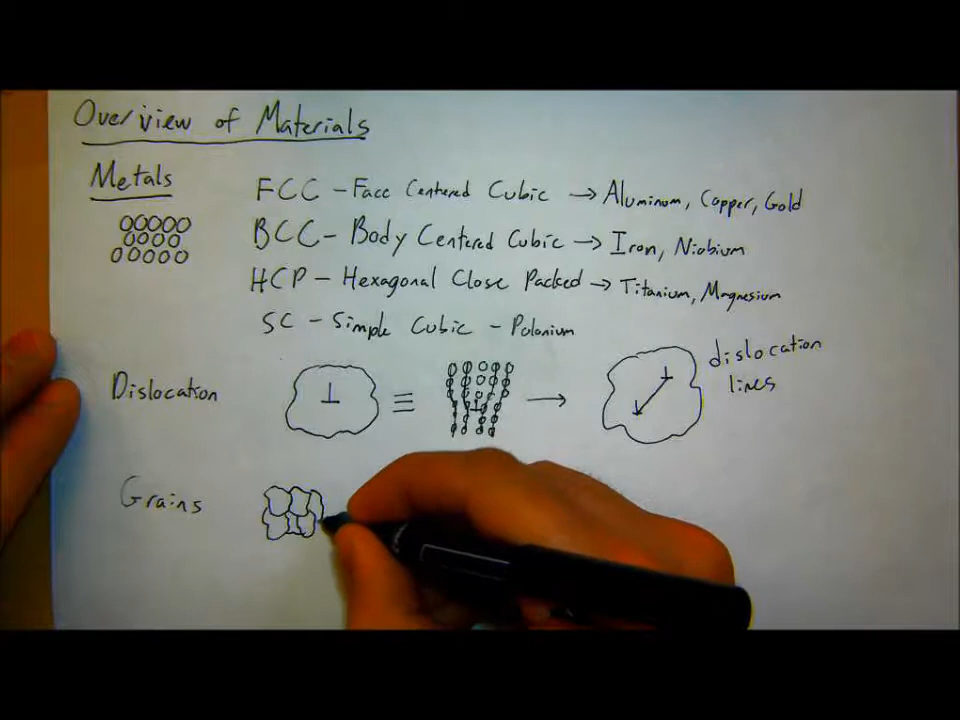 Overview of Materials
Metals
FCC - Face Centered Cubic → Aluminum, Copper, Gold
BCC - Body Centered Cubic → Iron, Niobium
HCP - Hexagonal Close Packed → Titanium, Magnesium
SC - Simple Cubic - Polonium
Dislocation
≡
→
dislocation
lines
Grains